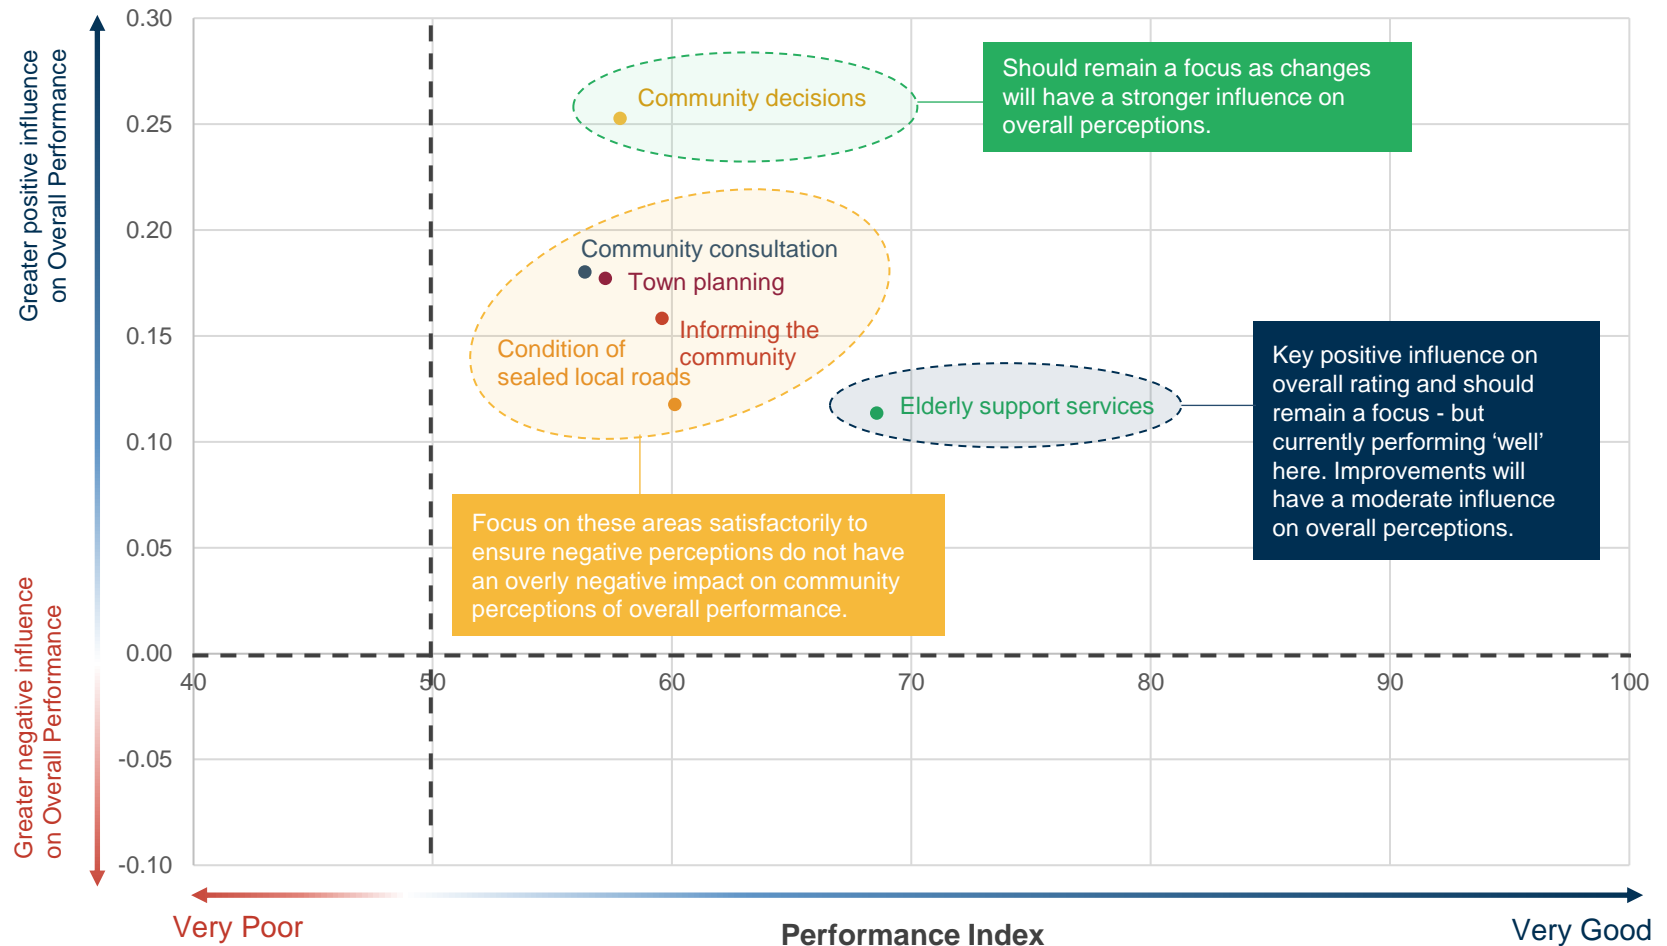 Greater positive influence
on Overall Performance
Greater negative influence
on Overall Performance
0.30
0.25
0.20
0.15
0.10
0.05
0.00
-0.05
-0.10
40
50
60
70
80
90
100
Community decisions
Should remain a focus as changes
will have a stronger influence on
overall perceptions.
Community consultation
Town planning
Informing the
community
Condition of
sealed local roads
Elderly support services
Key positive influence on
overall rating and should
remain a focus - but
currently performing ‘well’
here. Improvements will
have a moderate influence
on overall perceptions.
Focus on these areas satisfactorily to
ensure negative perceptions do not have
an overly negative impact on community
perceptions of overall performance.
Very Poor
Performance Index
Very Good